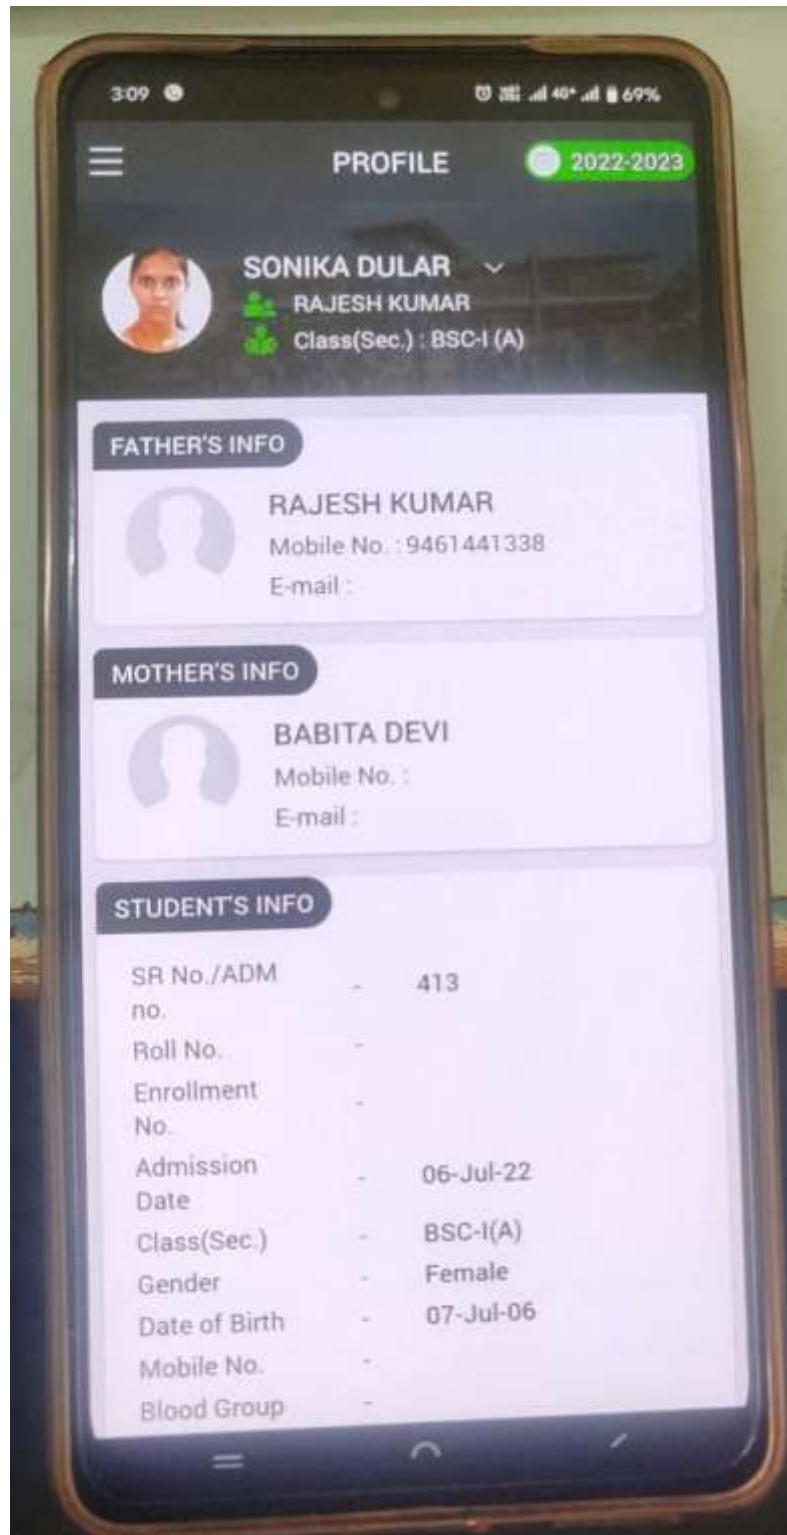 3:09
4G+ 69%
PROFILE
2022-2023
SONIKA DULAR
RAJESH KUMAR
Class(Sec.) : BSC-I (A)
FATHER'S INFO
RAJESH KUMAR
Mobile No. : 9461441338
E-mail :
MOTHER'S INFO
BABITA DEVI
Mobile No. :
E-mail :
STUDENT'S INFO
SR No./ADM - 413
no.
Roll No. -
Enrollment -
No.
Admission - 06-Jul-22
Date
Class(Sec.) - BSC-I(A)
Gender - Female
Date of Birth - 07-Jul-06
Mobile No. -
Blood Group -